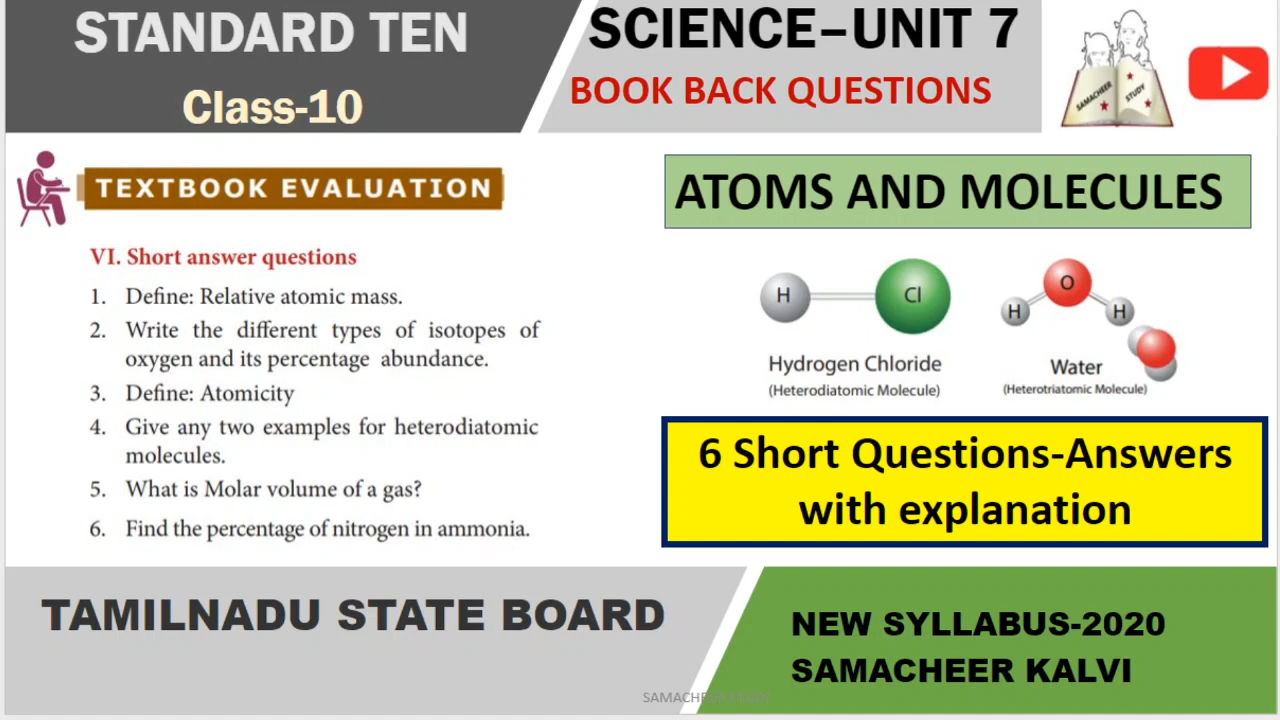 STANDARD TEN
Class-10
SCIENCE–UNIT 7
BOOK BACK QUESTIONS
SAMACHEER STUDY
TEXTBOOK EVALUATION
VI. Short answer questions
1. Define: Relative atomic mass.
2. Write the different types of isotopes of
oxygen and its percentage abundance.
3. Define: Atomicity
4. Give any two examples for heterodiatomic
molecules.
5. What is Molar volume of a gas?
6. Find the percentage of nitrogen in ammonia.
ATOMS AND MOLECULES
H Cl
O
H H
Hydrogen Chloride
(Heterodiatomic Molecule)
Water
(Heterotriatomic Molecule)
6 Short Questions-Answers
with explanation
TAMILNADU STATE BOARD
NEW SYLLABUS-2020
SAMACHEER KALVI
SAMACHEER STUDY